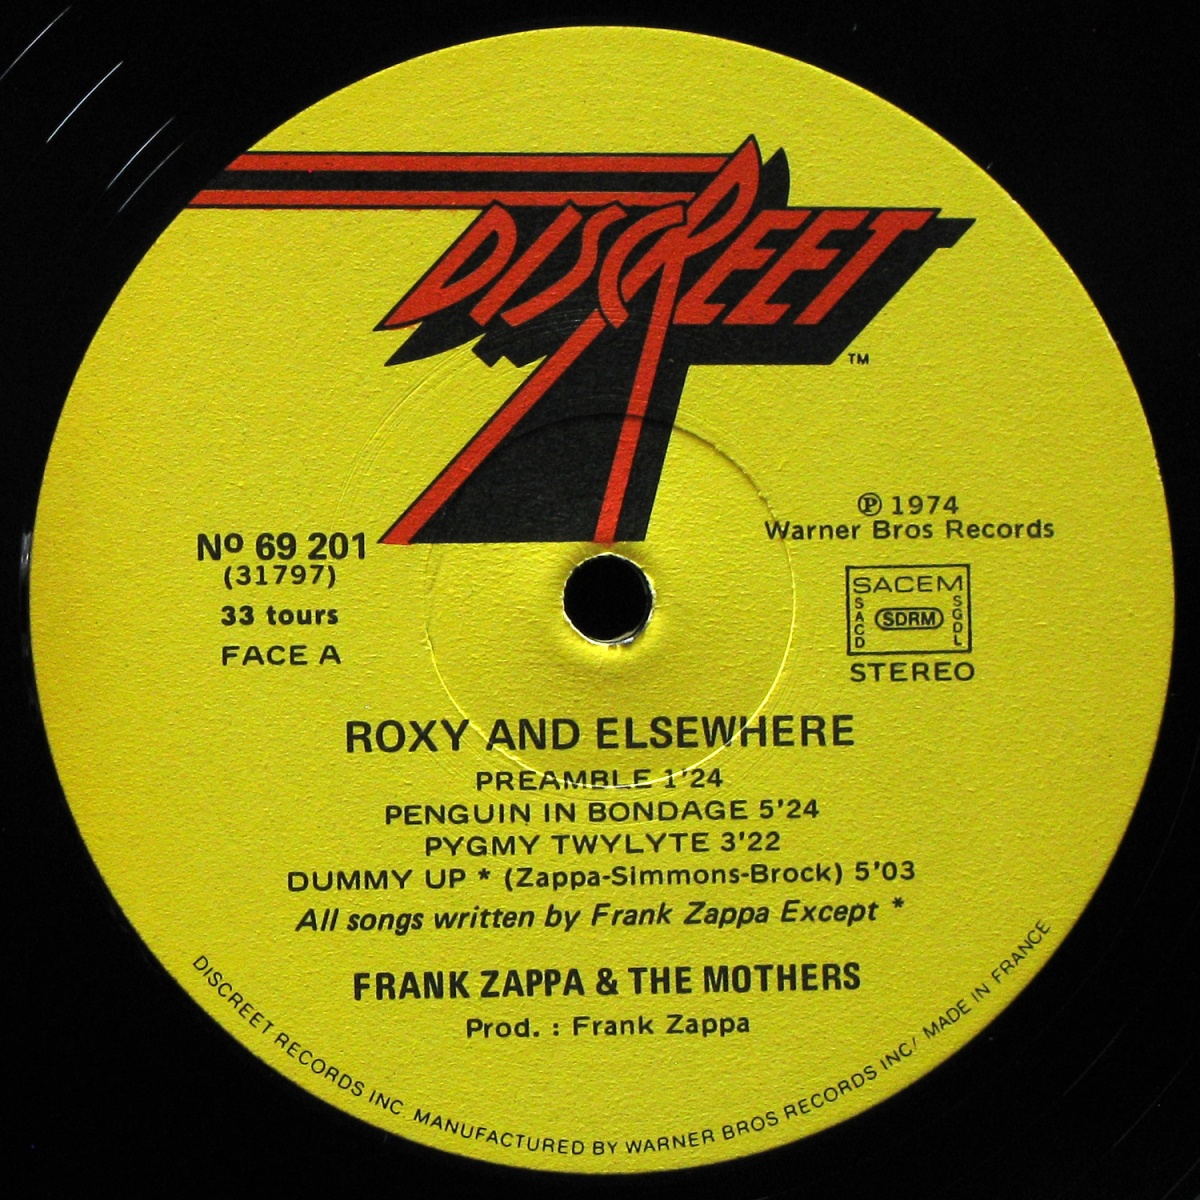 DISCREET
TM
Nº 69 201
(31797)
33 tours
FACE A
℗ 1974
Warner Bros Records
SACEM
SACD
SDRM
SGDL
STEREO
ROXY AND ELSEWHERE
PREAMBLE 1'24
PENGUIN IN BONDAGE 5'24
PYGMY TWYLYTE 3'22
DUMMY UP * (Zappa-Simmons-Brock) 5'03
All songs written by Frank Zappa Except *
FRANK ZAPPA & THE MOTHERS
Prod. : Frank Zappa
DISCREET RECORDS INC. MANUFACTURED BY WARNER BROS RECORDS INC/ MADE IN FRANCE